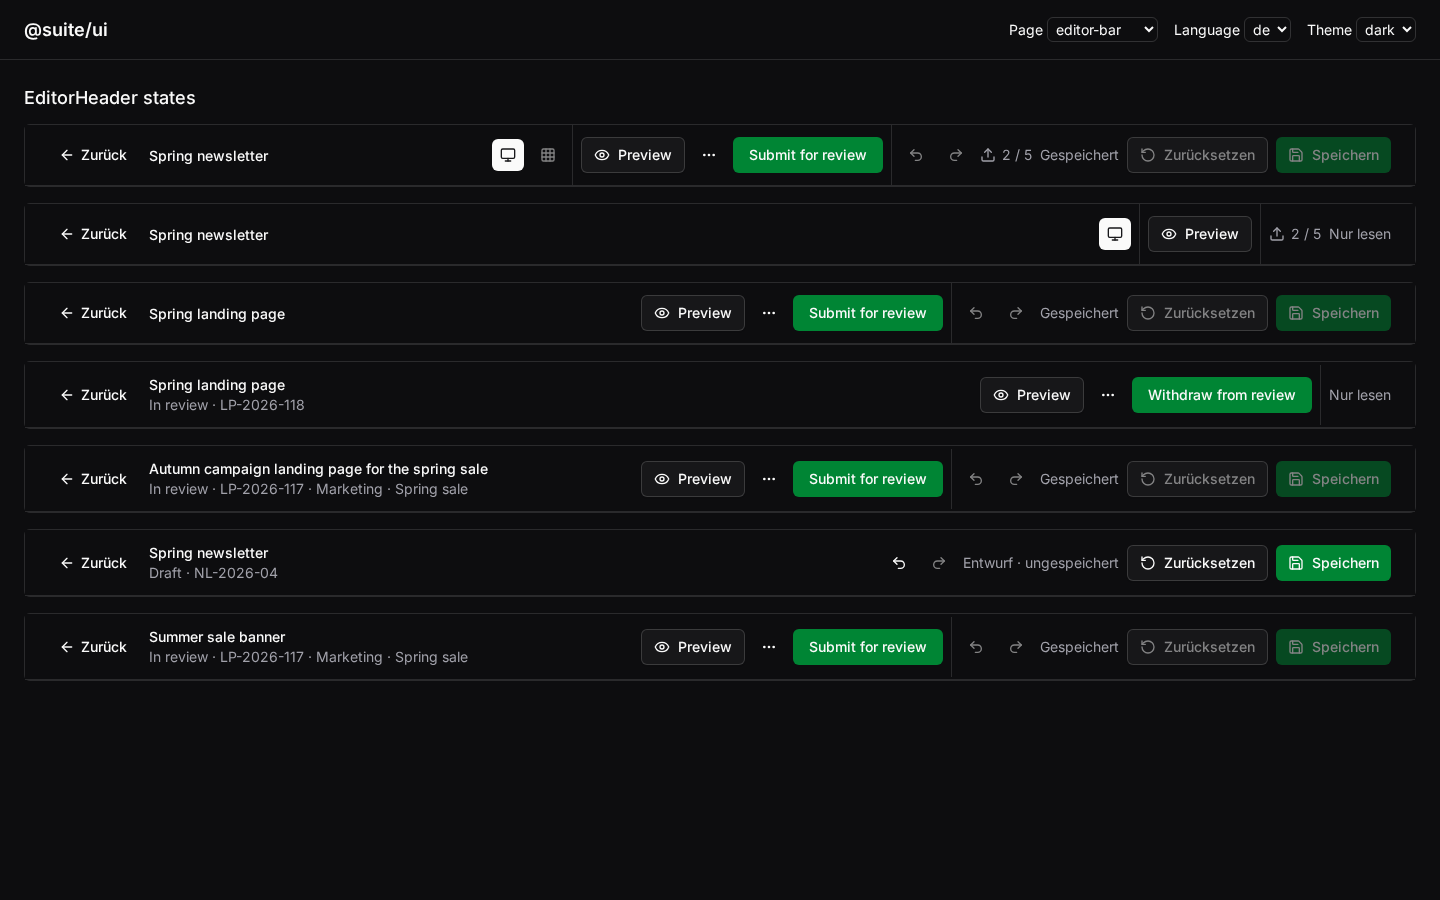 @suite/ui Page editor-bar Language de Theme dark
EditorHeader states
Zurück Spring newsletter Preview Submit for review 2 / 5 Gespeichert Zurücksetzen Speichern
Zurück Spring newsletter Preview 2 / 5 Nur lesen
Zurück Spring landing page Preview Submit for review Gespeichert Zurücksetzen Speichern
Zurück Spring landing page Preview Withdraw from review Nur lesen
In review · LP-2026-118
Zurück Autumn campaign landing page for the spring sale Preview Submit for review Gespeichert Zurücksetzen Speichern
In review · LP-2026-117 · Marketing · Spring sale
Zurück Spring newsletter Entwurf · ungespeichert Zurücksetzen Speichern
Draft · NL-2026-04
Zurück Summer sale banner Preview Submit for review Gespeichert Zurücksetzen Speichern
In review · LP-2026-117 · Marketing · Spring sale